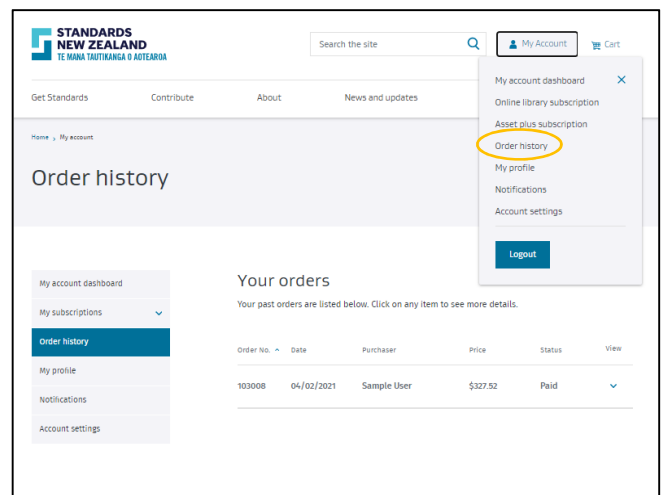 STANDARDS
NEW ZEALAND
TE MANA TAUTIKANGA O AOTEAROA
Search the site
My Account
Cart
Get Standards
Contribute
About
News and updates
My account dashboard
Online library subscription
Asset plus subscription
Order history
My profile
Notifications
Account settings
Logout
Home > My account
Order history
My account dashboard
My subscriptions
Order history
My profile
Notifications
Account settings
Your orders
Your past orders are listed below. Click on any item to see more details.
Order No. Date Purchaser Price Status View
103008 04/02/2021 Sample User $327.52 Paid